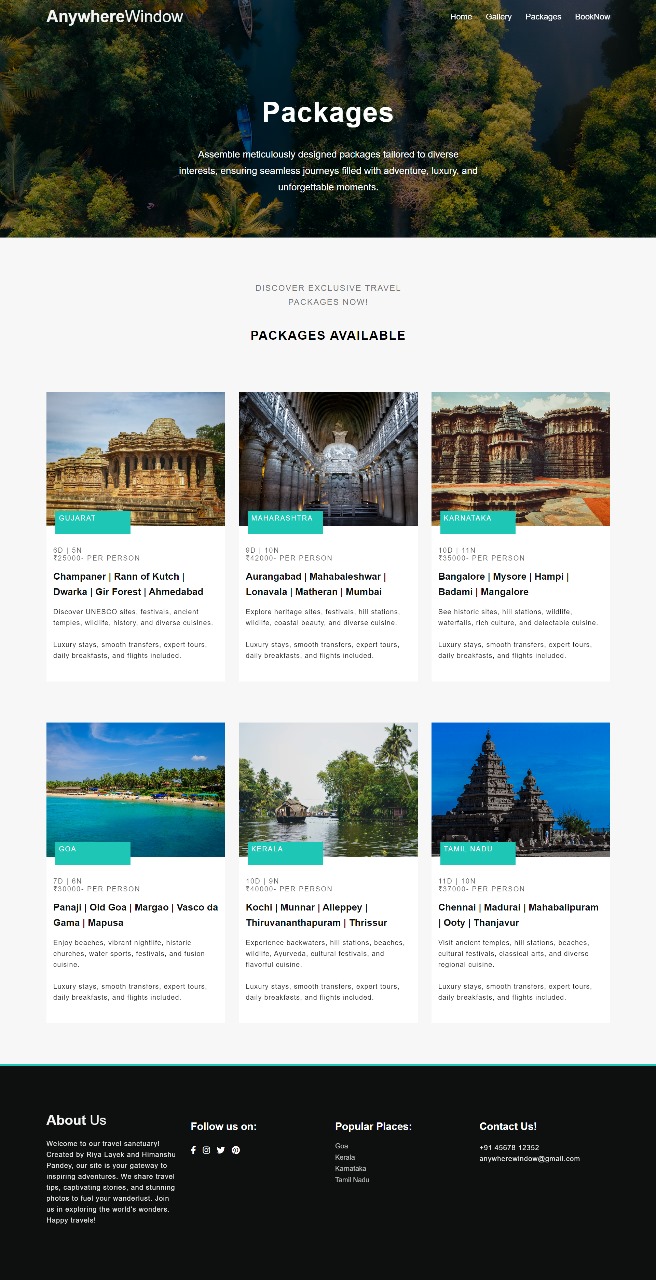 AnywhereWindow
Home Gallery Packages BookNow
Packages
Assemble meticulously designed packages tailored to diverse
interests, ensuring seamless journeys filled with adventure, luxury, and
unforgettable moments.
DISCOVER EXCLUSIVE TRAVEL
PACKAGES NOW!
PACKAGES AVAILABLE
GUJARAT
6D | 5N
₹25000- PER PERSON
Champaner | Rann of Kutch |
Dwarka | Gir Forest | Ahmedabad
Discover UNESCO sites, festivals, ancient
temples, wildlife, history, and diverse cuisines.
Luxury stays, smooth transfers, expert tours,
daily breakfasts, and flights included.
MAHARASHTRA
9D | 10N
₹42000- PER PERSON
Aurangabad | Mahabaleshwar |
Lonavala | Matheran | Mumbai
Explore heritage sites, festivals, hill stations,
wildlife, coastal beauty, and diverse cuisine.
Luxury stays, smooth transfers, expert tours,
daily breakfasts, and flights included.
KARNATAKA
10D | 11N
₹35000- PER PERSON
Bangalore | Mysore | Hampi |
Badami | Mangalore
See historic sites, hill stations, wildlife,
waterfalls, rich culture, and delectable cuisine.
Luxury stays, smooth transfers, expert tours,
daily breakfasts, and flights included.
GOA
7D | 6N
₹30000- PER PERSON
Panaji | Old Goa | Margao | Vasco da
Gama | Mapusa
Enjoy beaches, vibrant nightlife, historic
churches, water sports, festivals, and fusion
cuisine.
Luxury stays, smooth transfers, expert tours,
daily breakfasts, and flights included.
KERALA
10D | 9N
₹40000- PER PERSON
Kochi | Munnar | Alleppey |
Thiruvananthapuram | Thrissur
Experience backwaters, hill stations, beaches,
wildlife, Ayurveda, cultural festivals, and
flavorful cuisine.
Luxury stays, smooth transfers, expert tours,
daily breakfasts, and flights included.
TAMIL NADU
11D | 10N
₹37000- PER PERSON
Chennai | Madurai | Mahabalipuram
| Ooty | Thanjavur
Visit ancient temples, hill stations, beaches,
cultural festivals, classical arts, and diverse
regional cuisine.
Luxury stays, smooth transfers, expert tours,
daily breakfasts, and flights included.
About Us
Welcome to our travel sanctuary!
Created by Riya Layek and Himanshu
Pandey, our site is your gateway to
inspiring adventures. We share travel
tips, captivating stories, and stunning
photos to fuel your wanderlust. Join
us in exploring the world's wonders.
Happy travels!
Follow us on:
Popular Places:
Goa
Kerala
Karnataka
Tamil Nadu
Contact Us!
+91 45678 12352
anywherewindow@gmail.com